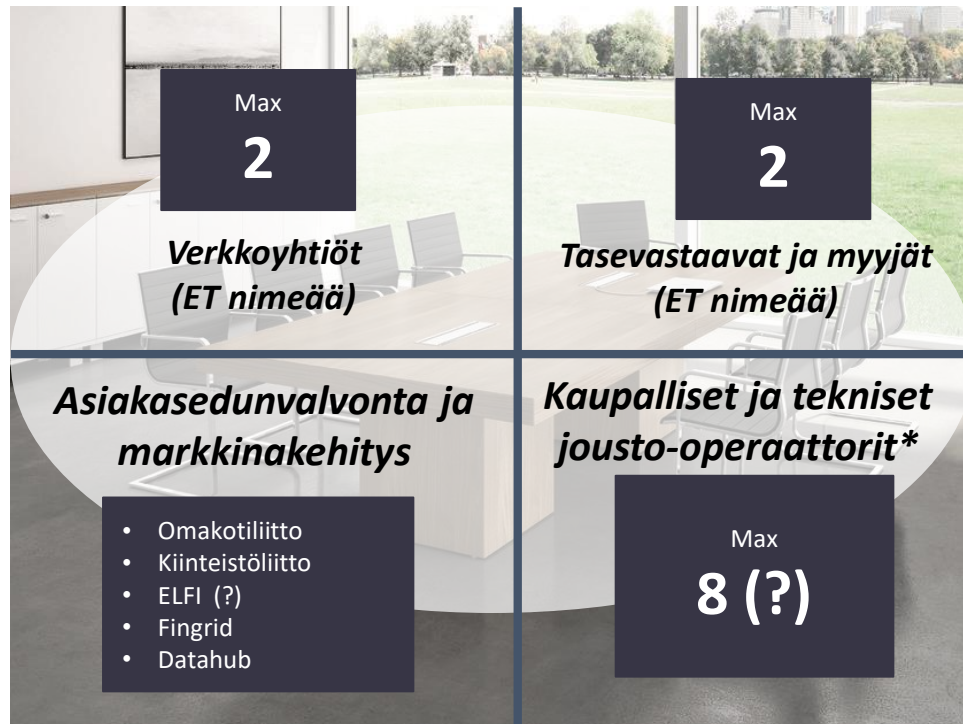 Max
2
Verkkoyhtiöt
(ET nimeää)
Max
2
Tasevastaavat ja myyjät
(ET nimeää)
Asiakasedunvalvonta ja
markkinakehitys
• Omakotiliitto
• Kiinteistöliitto
• ELFI (?)
• Fingrid
• Datahub
Kaupalliset ja tekniset
jousto-operaattorit*
Max
8 (?)